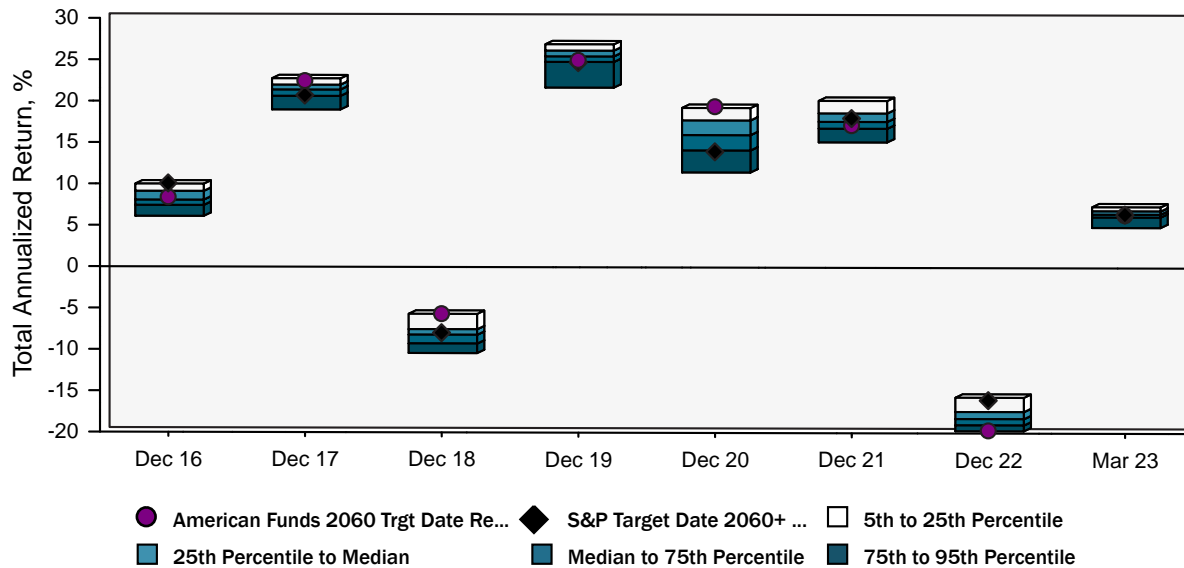 Total Annualized Return, %
30
25
20
15
10
5
0
-5
-10
-15
-20
Dec 16 Dec 17 Dec 18 Dec 19 Dec 20 Dec 21 Dec 22 Mar 23
American Funds 2060 Trgt Date Re... S&P Target Date 2060+ ... 5th to 25th Percentile
25th Percentile to Median Median to 75th Percentile 75th to 95th Percentile